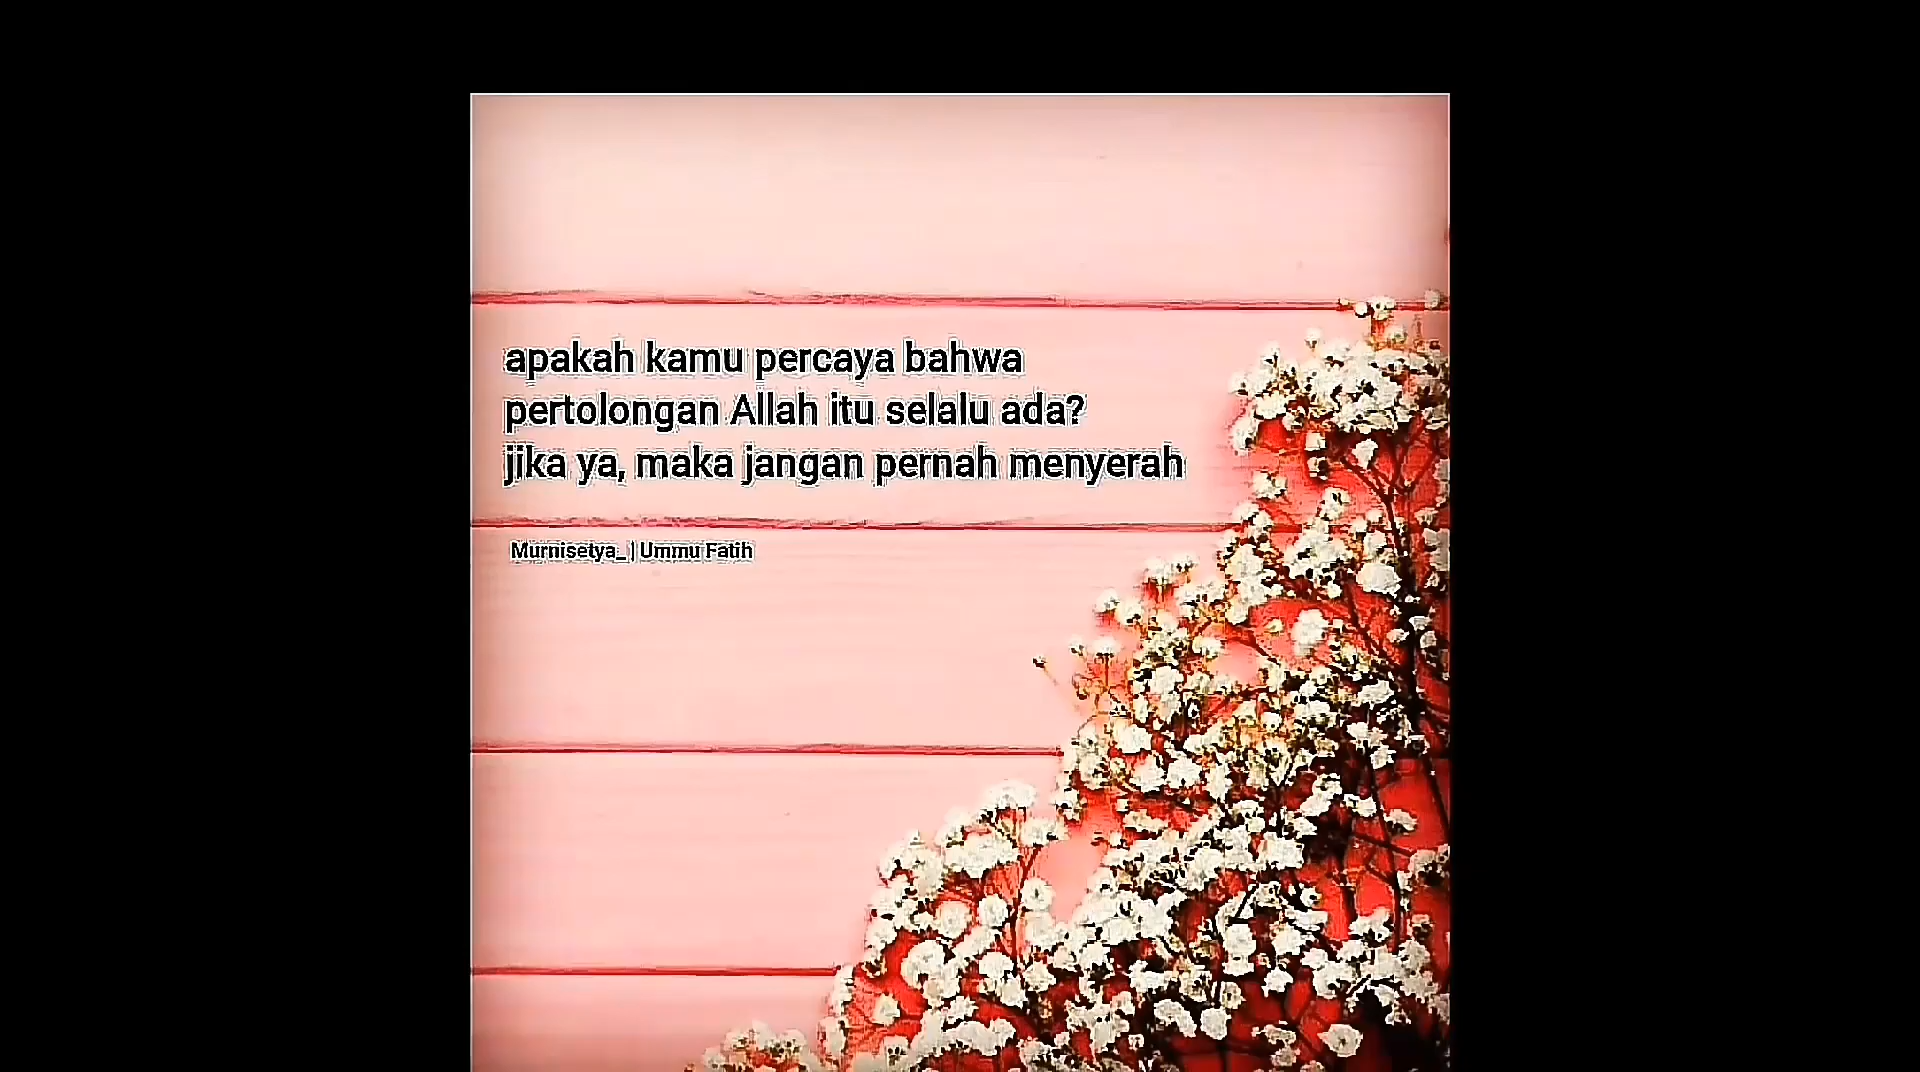 apakah kamu percaya bahwa
pertolongan Allah itu selalu ada?
jika ya, maka jangan pernah menyerah
Murnisetya_ | Ummu Fatih